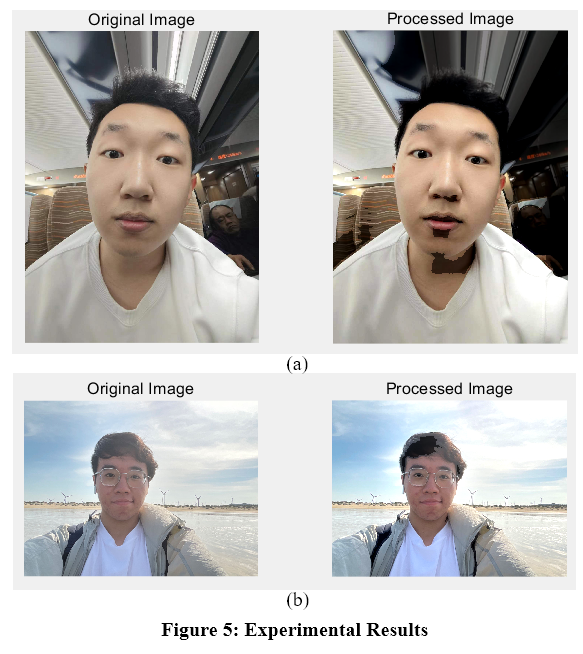 Original Image
Processed Image
(a)
Original Image
Processed Image
(b)
Figure 5: Experimental Results